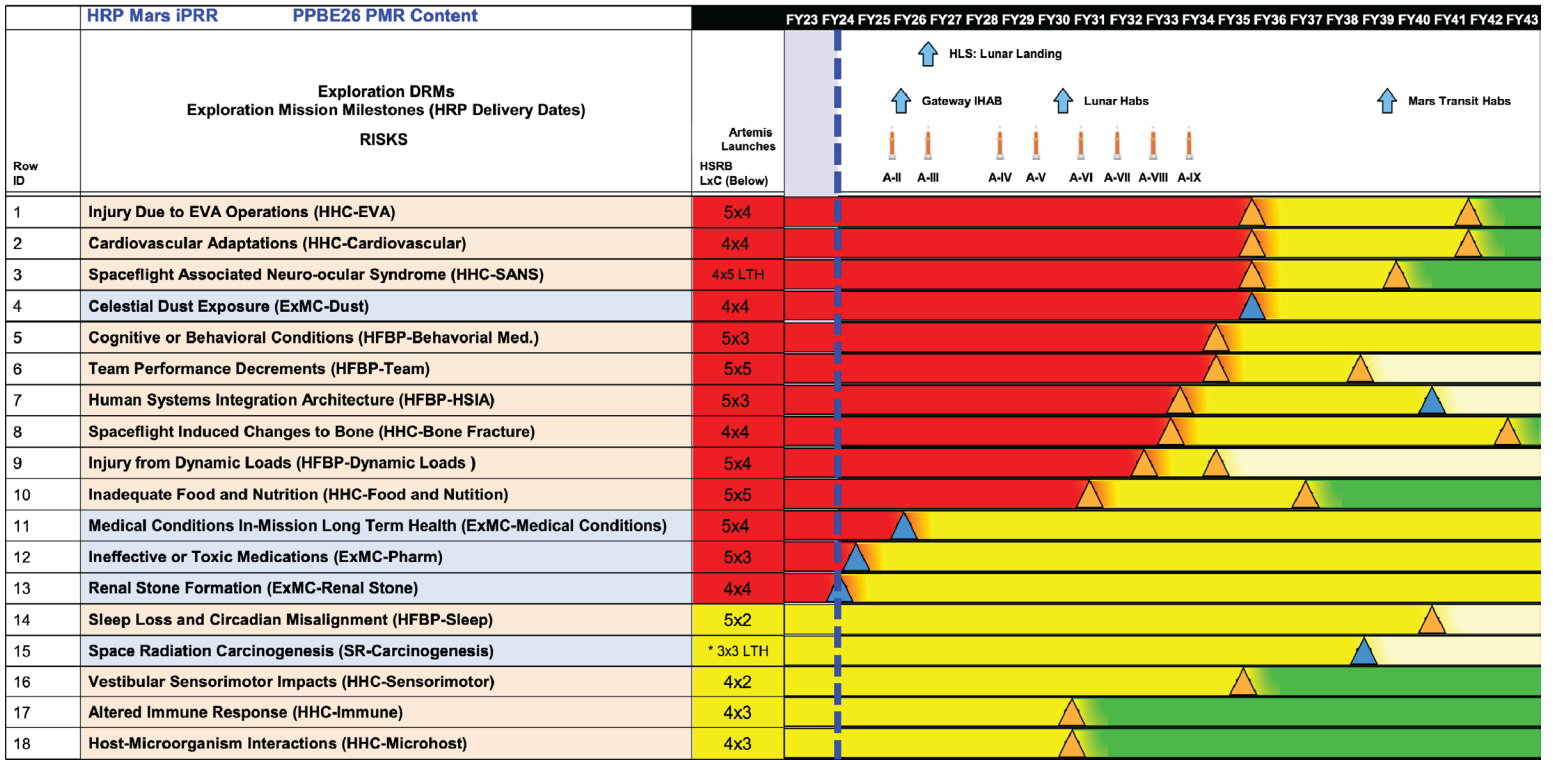 HRP Mars iPRR PPBE26 PMR Content
FY23 FY24 FY25 FY26 FY27 FY28 FY29 FY30 FY31 FY32 FY33 FY34 FY35 FY36 FY37 FY38 FY39 FY40 FY41 FY42 FY43
HLS: Lunar Landing
Exploration DRMs
Exploration Mission Milestones (HRP Delivery Dates)
RISKS
Gateway IHAB
Lunar Habs
Mars Transit Habs
Artemis
Launches
A-II A-III A-IV A-V A-VI A-VII A-VIII A-IX
Row
ID
HSRB
LxC (Below)
1 Injury Due to EVA Operations (HHC-EVA) 5x4
2 Cardiovascular Adaptations (HHC-Cardiovascular) 4x4
3 Spaceflight Associated Neuro-ocular Syndrome (HHC-SANS) 4x5 LTH
4 Celestial Dust Exposure (ExMC-Dust) 4x4
5 Cognitive or Behavioral Conditions (HFBP-Behavorial Med.) 5x3
6 Team Performance Decrements (HFBP-Team) 5x5
7 Human Systems Integration Architecture (HFBP-HSIA) 5x3
8 Spaceflight Induced Changes to Bone (HHC-Bone Fracture) 4x4
9 Injury from Dynamic Loads (HFBP-Dynamic Loads ) 5x4
10 Inadequate Food and Nutrition (HHC-Food and Nutition) 5x5
11 Medical Conditions In-Mission Long Term Health (ExMC-Medical Conditions) 5x4
12 Ineffective or Toxic Medications (ExMC-Pharm) 5x3
13 Renal Stone Formation (ExMC-Renal Stone) 4x4
14 Sleep Loss and Circadian Misalignment (HFBP-Sleep) 5x2
15 Space Radiation Carcinogenesis (SR-Carcinogenesis) * 3x3 LTH
16 Vestibular Sensorimotor Impacts (HHC-Sensorimotor) 4x2
17 Altered Immune Response (HHC-Immune) 4x3
18 Host-Microorganism Interactions (HHC-Microhost) 4x3